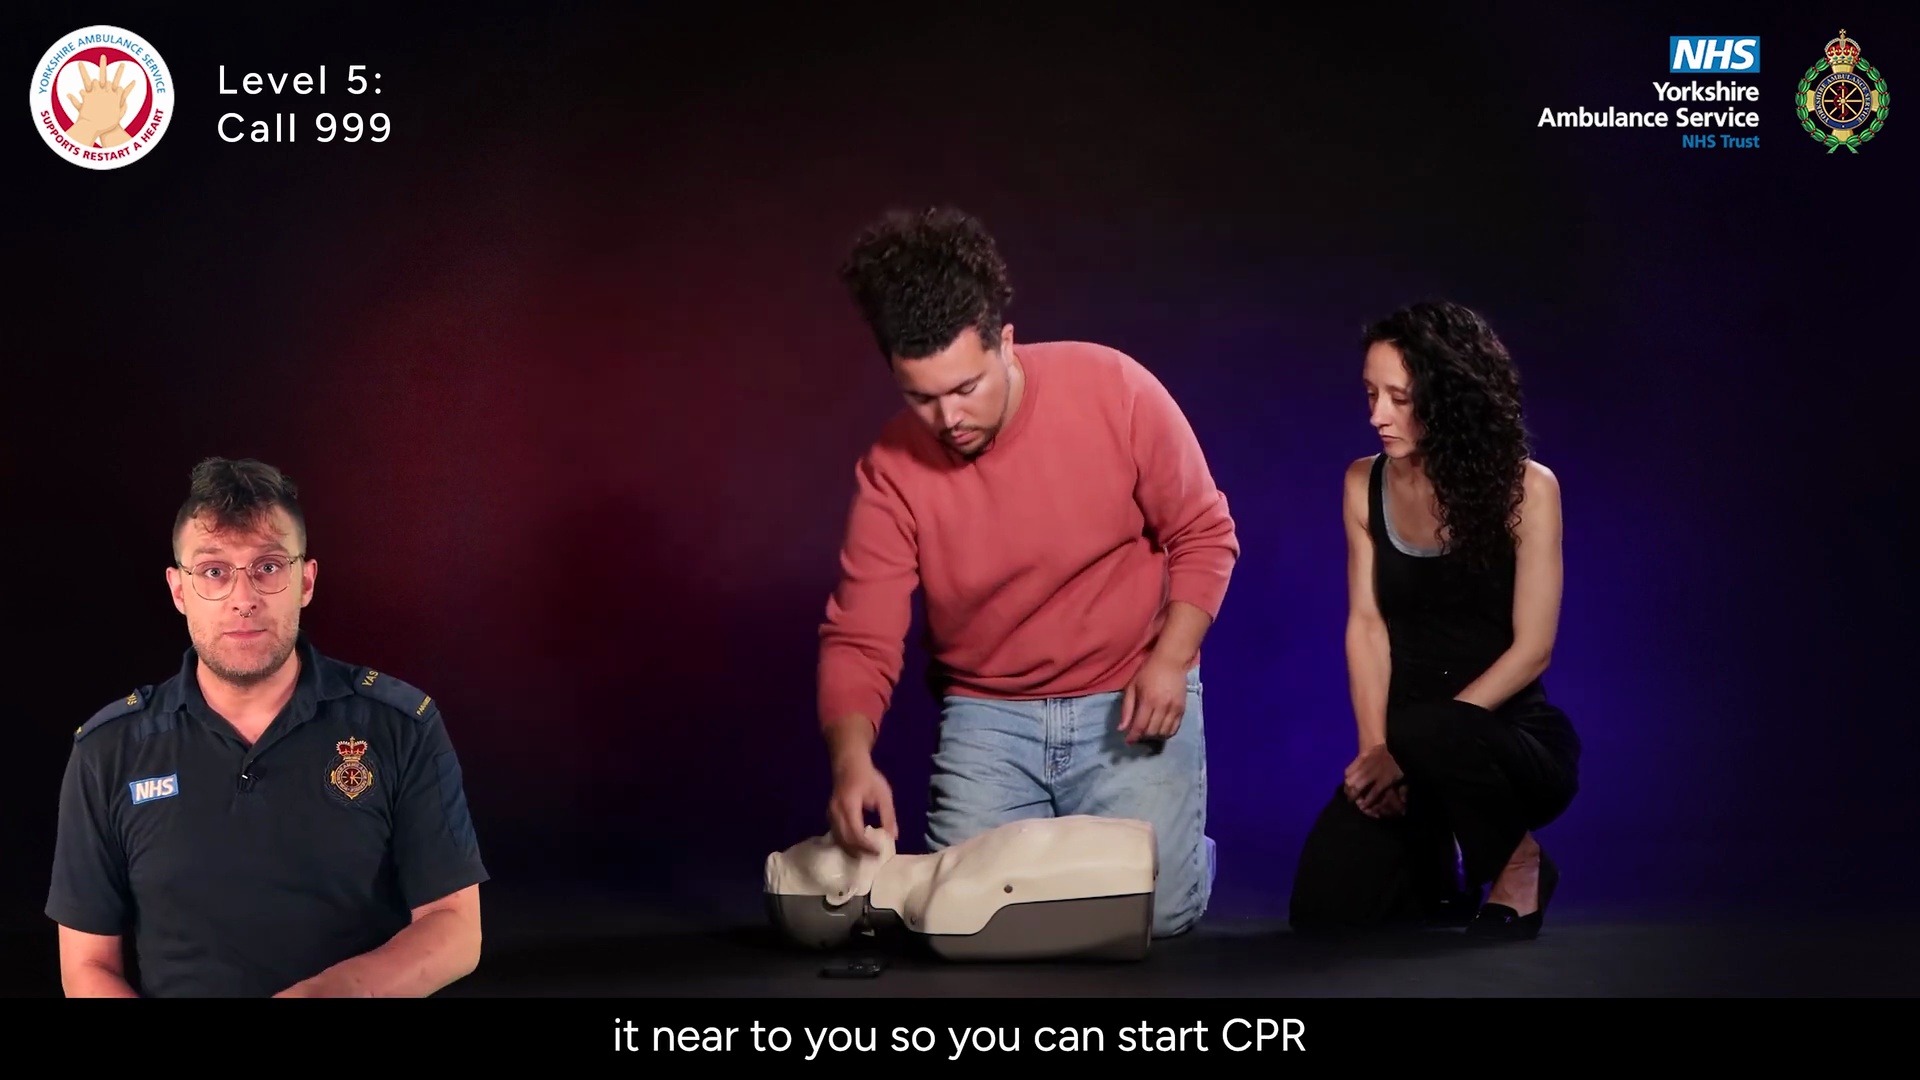 YORKSHIRE AMBULANCE SERVICE
SUPPORTS RESTART A HEART
Level 5:
Call 999
NHS
Yorkshire
Ambulance Service
NHS Trust
NHS
YAS
it near to you so you can start CPR